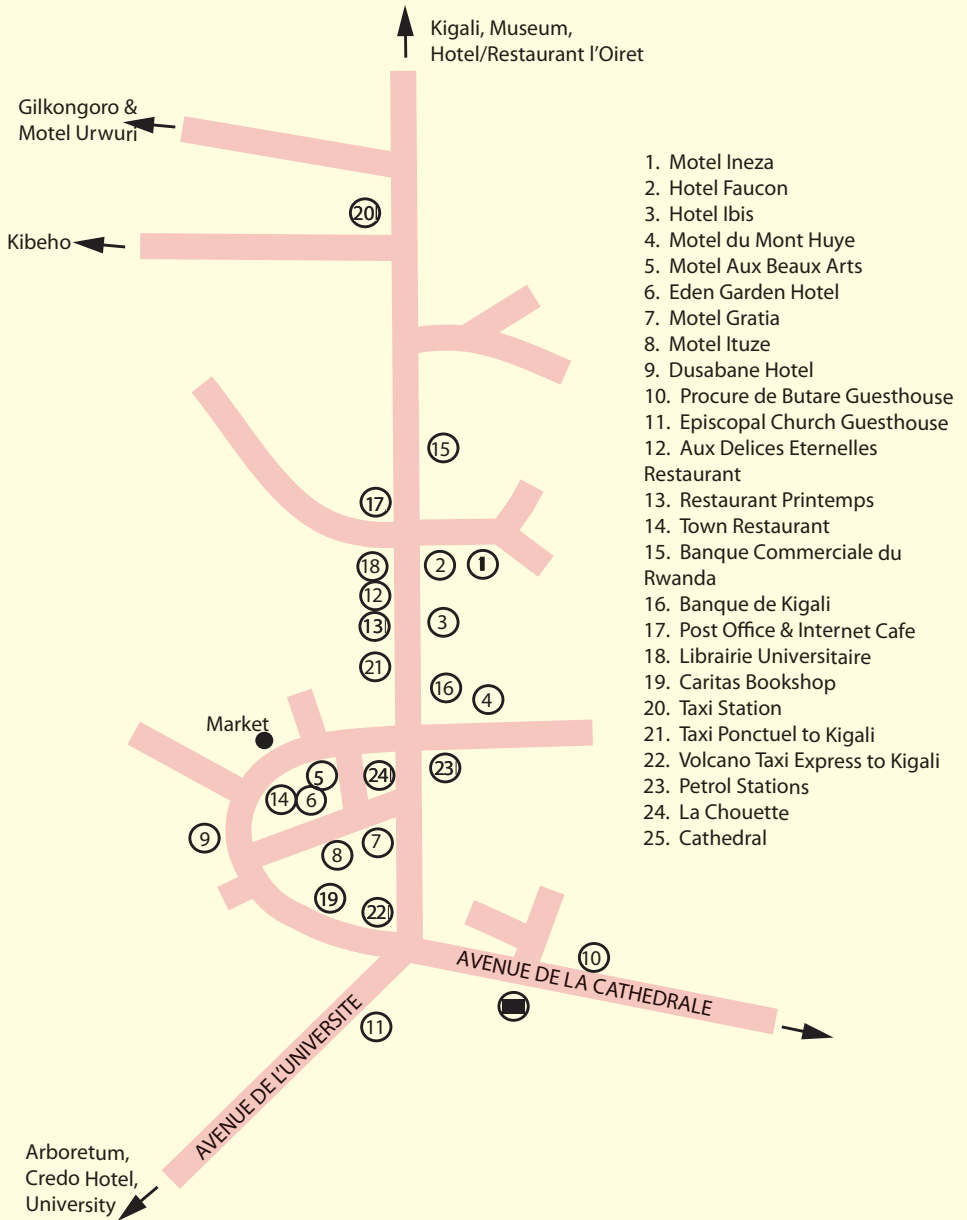 Kigali, Museum,
Hotel/Restaurant l'Oiret
Gilkongoro &
Motel Urwuri
Kibeho
20
15
17
18
2
1
12
13
3
21
16
4
Market
5
24
23
14
6
9
7
8
19
22
10
11
AVENUE DE LA CATHEDRALE
AVENUE DE L'UNIVERSITE
Arboretum,
Credo Hotel,
University
1. Motel Ineza
2. Hotel Faucon
3. Hotel Ibis
4. Motel du Mont Huye
5. Motel Aux Beaux Arts
6. Eden Garden Hotel
7. Motel Gratia
8. Motel Ituze
9. Dusabane Hotel
10. Procure de Butare Guesthouse
11. Episcopal Church Guesthouse
12. Aux Delices Eternelles
Restaurant
13. Restaurant Printemps
14. Town Restaurant
15. Banque Commerciale du
Rwanda
16. Banque de Kigali
17. Post Office & Internet Cafe
18. Librairie Universitaire
19. Caritas Bookshop
20. Taxi Station
21. Taxi Ponctuel to Kigali
22. Volcano Taxi Express to Kigali
23. Petrol Stations
24. La Chouette
25. Cathedral